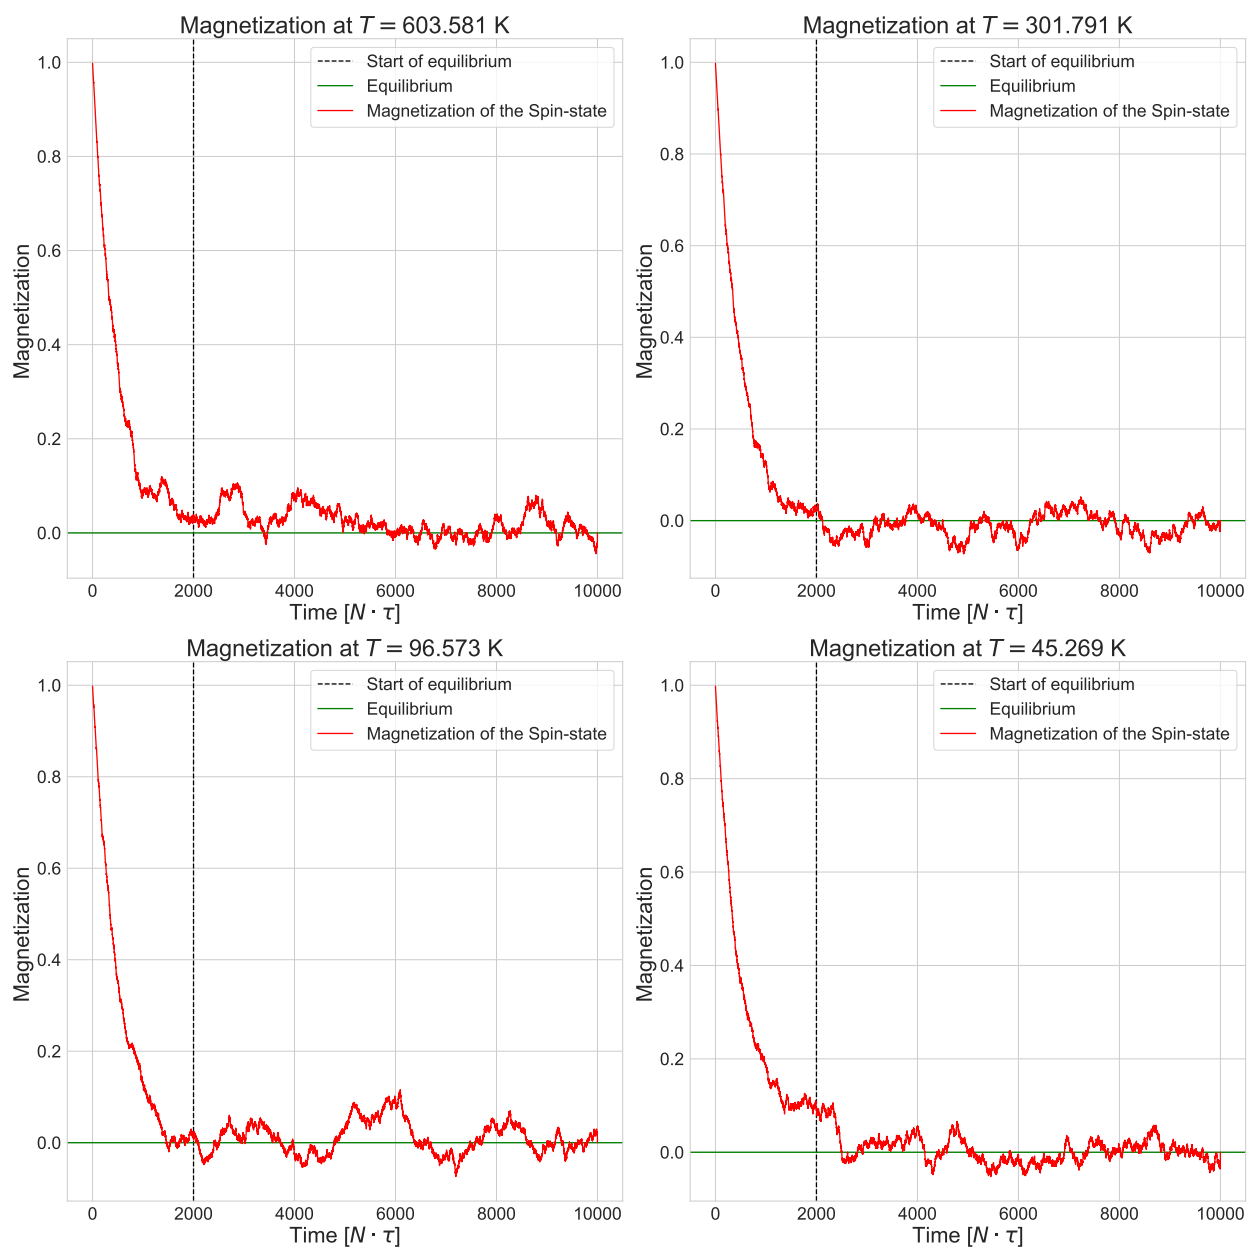 Magnetization at T = 603.581 K
Start of equilibrium
Equilibrium
Magnetization of the Spin-state
1.0
0.8
0.6
0.4
0.2
0.0
Magnetization
0 2000 4000 6000 8000 10000
Time [N · τ]
Magnetization at T = 301.791 K
Start of equilibrium
Equilibrium
Magnetization of the Spin-state
1.0
0.8
0.6
0.4
0.2
0.0
Magnetization
0 2000 4000 6000 8000 10000
Time [N · τ]
Magnetization at T = 96.573 K
Start of equilibrium
Equilibrium
Magnetization of the Spin-state
1.0
0.8
0.6
0.4
0.2
0.0
Magnetization
0 2000 4000 6000 8000 10000
Time [N · τ]
Magnetization at T = 45.269 K
Start of equilibrium
Equilibrium
Magnetization of the Spin-state
1.0
0.8
0.6
0.4
0.2
0.0
Magnetization
0 2000 4000 6000 8000 10000
Time [N · τ]